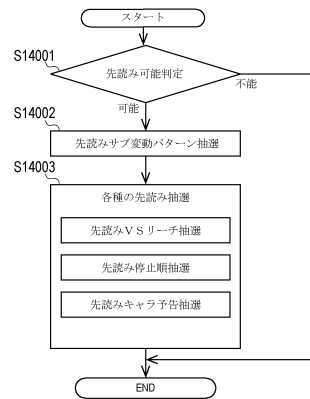 スタート
S14001
先読み可能判定
不能
可能
S14002
先読みサブ変動パターン抽選
S14003
各種の先読み抽選
先読みVSリーチ抽選
先読み停止順抽選
先読みキャラ予告抽選
END